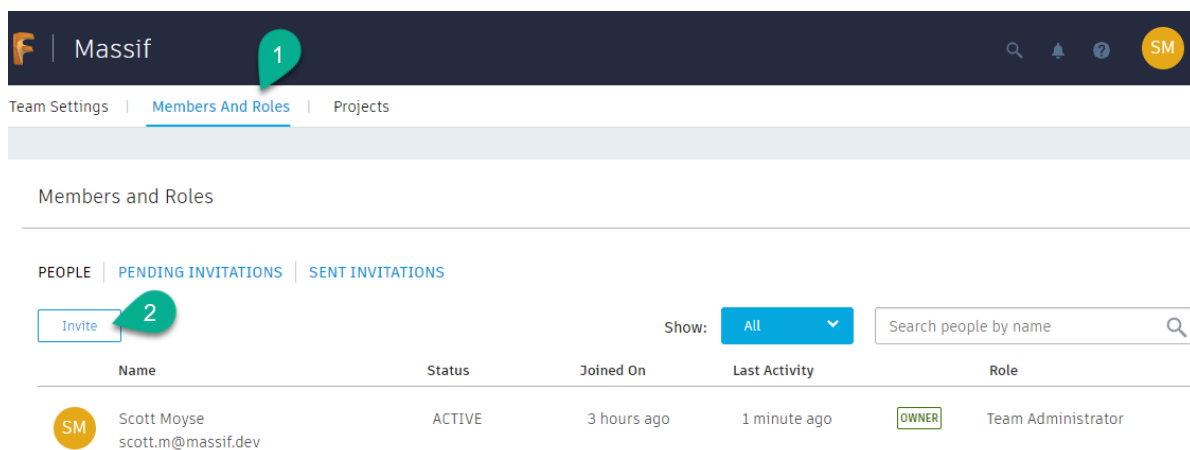 F | Massif 1 SM
Team Settings | Members And Roles | Projects
Members and Roles
PEOPLE | PENDING INVITATIONS | SENT INVITATIONS
Invite 2 Show: All Search people by name
Name Status Joined On Last Activity Role
SM Scott Moyse ACTIVE 3 hours ago 1 minute ago OWNER Team Administrator
scott.m@massif.dev